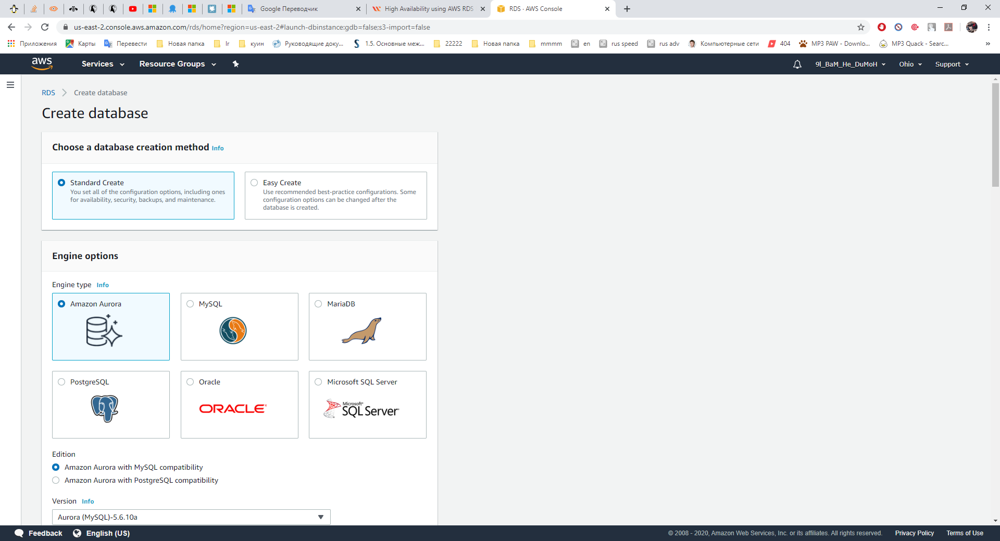 Google Переводчик
High Availability using AWS RDS
RDS · AWS Console
us-east-2.console.aws.amazon.com/rds/home?region=us-east-2#launch-dbinstance:gdb=false;s3-import=false
Приложения
Карты
Перевести
Новая папка
lr
куин
Руководящие доку...
1.5. Основные меж...
22222
Новая папка
mmmm
en
rus speed
rus adv
Компьютерные сети
404
MP3 PAW - Downlo...
MP3 Quack - Searc...
»
aws
Services
Resource Groups
9l_BaM_He_DuMoH
Ohio
Support
RDS
Create database
Create database
Choose a database creation method Info
Standard Create
You set all of the configuration options, including ones
for availability, security, backups, and maintenance.
Easy Create
Use recommended best-practice configurations. Some
configuration options can be changed after the
database is created.
Engine options
Engine type Info
Amazon Aurora
MySQL
MariaDB
PostgreSQL
Oracle
ORACLE
Microsoft SQL Server
Microsoft®
SQL Server
Edition
Amazon Aurora with MySQL compatibility
Amazon Aurora with PostgreSQL compatibility
Version Info
Aurora (MySQL)-5.6.10a
Feedback
English (US)
© 2008 - 2020, Amazon Web Services, Inc. or its affiliates. All rights reserved.
Privacy Policy
Terms of Use